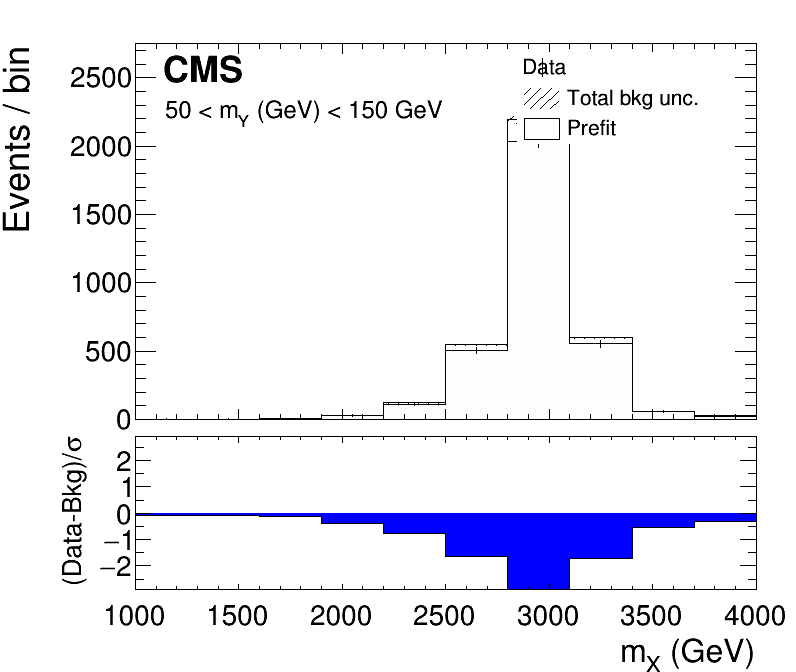 Events / bin
2500
2000
1500
1000
500
0
CMS
50 < mY (GeV) < 150 GeV
Data
Total bkg unc.
Prefit
(Data-Bkg)/σ
2
1
0
−1
−2
1000 1500 2000 2500 3000 3500 4000
mX (GeV)